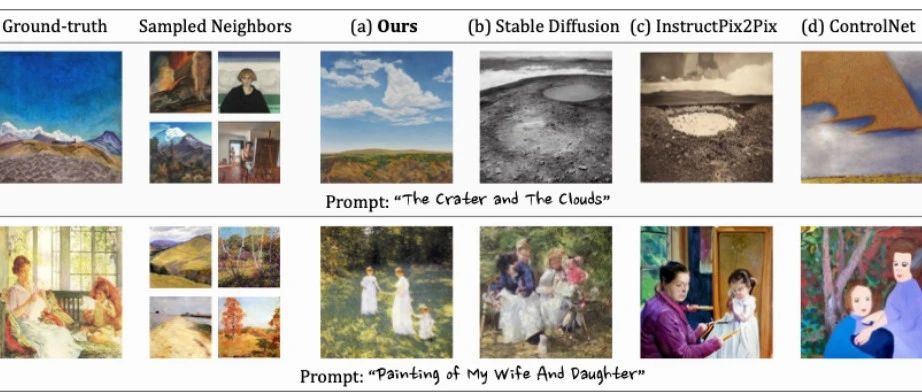 Ground-truth Sampled Neighbors (a) Ours (b) Stable Diffusion (c) InstructPix2Pix (d) ControlNet
Prompt: “The Crater and The Clouds”
Prompt: “Painting of My Wife And Daughter”